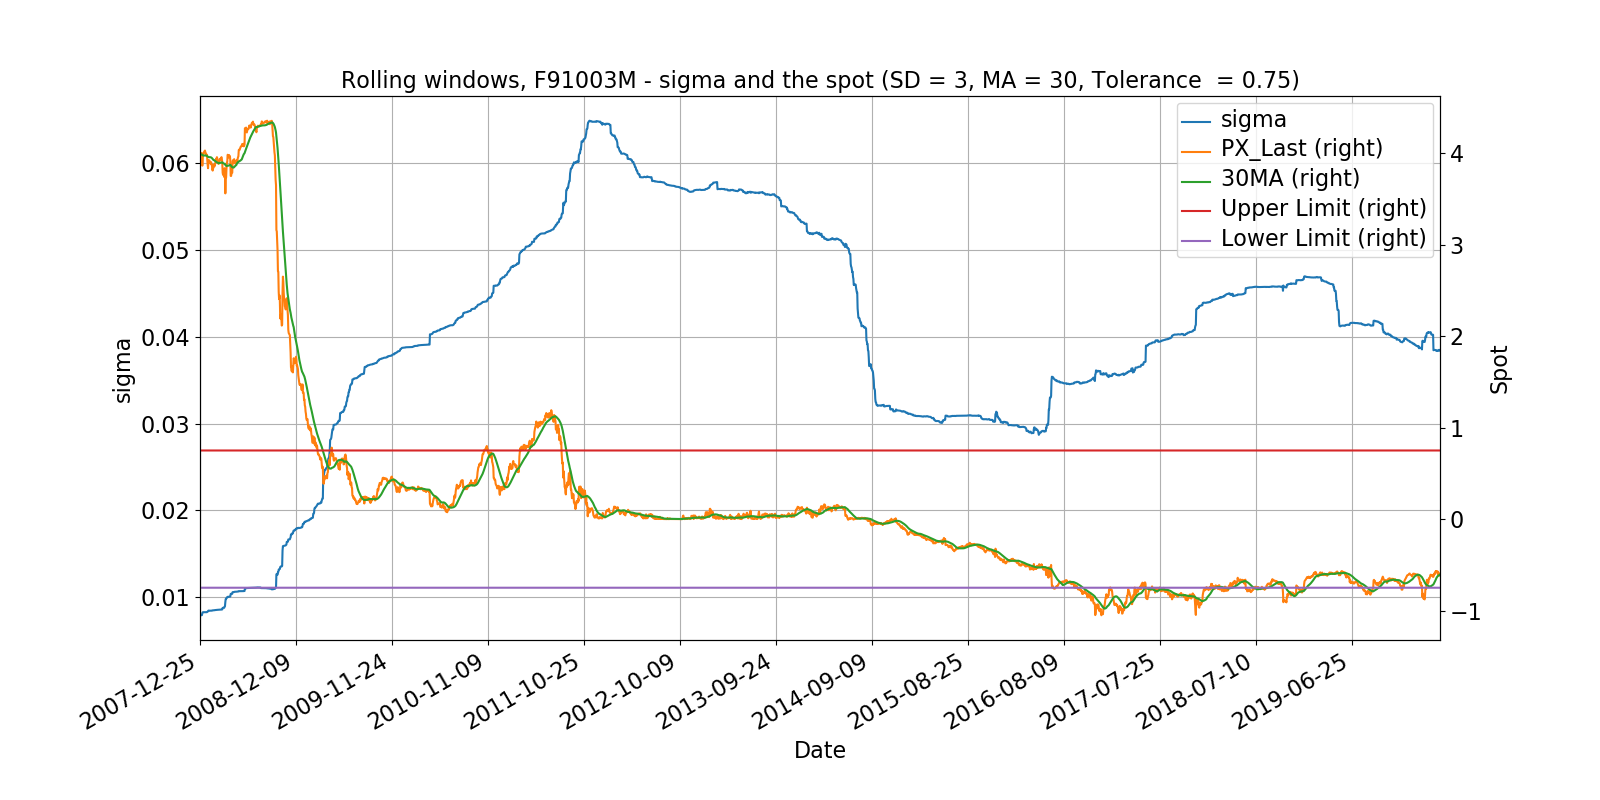 Rolling windows, F91003M - sigma and the spot (SD = 3, MA = 30, Tolerance  = 0.75)
sigma
PX_Last (right)
30MA (right)
Upper Limit (right)
Lower Limit (right)
0.06
0.05
0.04
0.03
0.02
0.01
sigma
4
3
2
1
0
−1
Spot
2007-12-25
2008-12-09
2009-11-24
2010-11-09
2011-10-25
2012-10-09
2013-09-24
2014-09-09
2015-08-25
2016-08-09
2017-07-25
2018-07-10
2019-06-25
Date